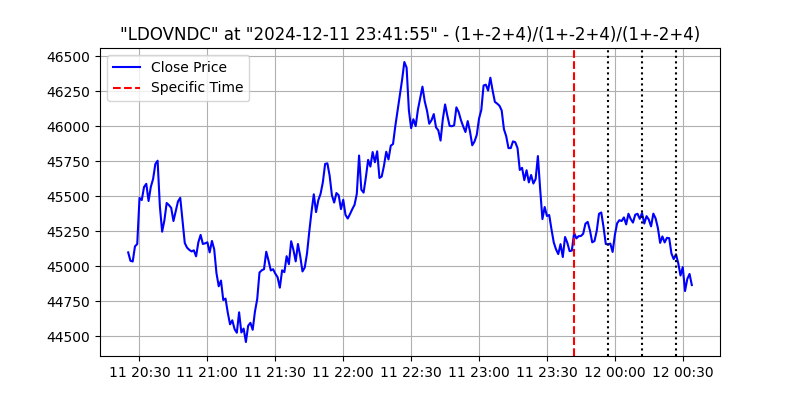 "LDOVNDC" at "2024-12-11 23:41:55" - (1+-2+4)/(1+-2+4)/(1+-2+4)
Close Price
Specific Time
46500
46250
46000
45750
45500
45250
45000
44750
44500
11 20:30 11 21:00 11 21:30 11 22:00 11 22:30 11 23:00 11 23:30 12 00:00 12 00:30